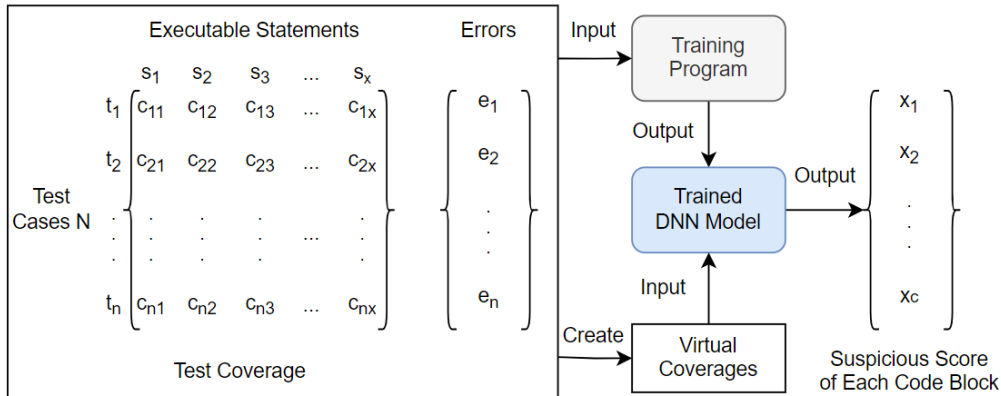 Executable Statements
Errors
Input
Training
Program
s1 s2 s3 ... sx
t1 c11 c12 c13 ... c1x
e1
x1
Output
t2 c21 c22 c23 ... c2x
e2
x2
Test
Cases N
Trained
DNN Model
Output
. . . . .
. . . . ... .
. . . . .
.
.
.
.
.
.
Input
tn cn1 cn2 cn3 ... cnx
en
xc
Create
Virtual
Coverages
Test Coverage
Suspicious Score
of Each Code Block